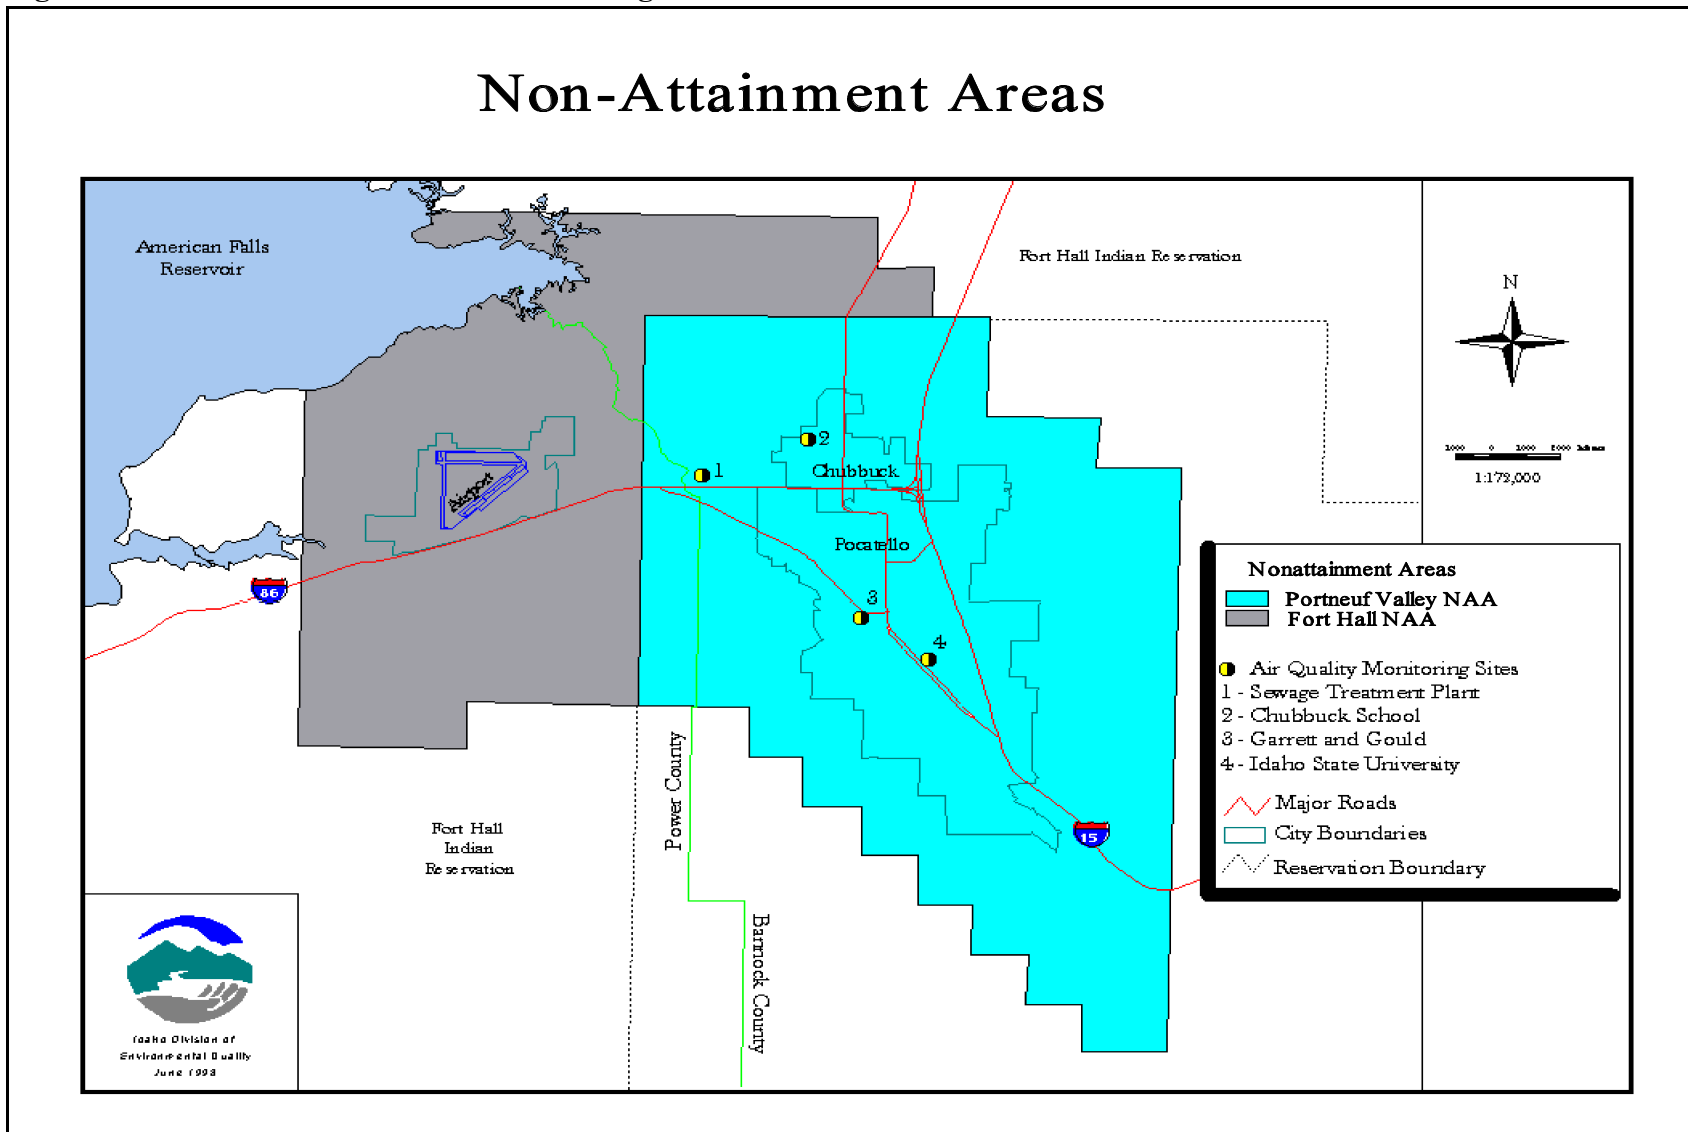 Non-Attainment Areas
American Falls
Reservoir
Fort Hall Indian Reservation
N
1:173,000
Airport
1
2
Chubbuck
Pocatello
3
4
86
15
Nonattainment Areas
Portneuf Valley NAA
Fort Hall NAA
Air Quality Monitoring Sites
1 - Sewage Treatment Plant
2 - Chubbuck School
3 - Garrett and Gould
4 - Idaho State University
Major Roads
City Boundaries
Reservation Boundary
Fort Hall
Indian
Reservation
Power County
Bannock County
Idaho Division of
Environmental Quality
June 1998